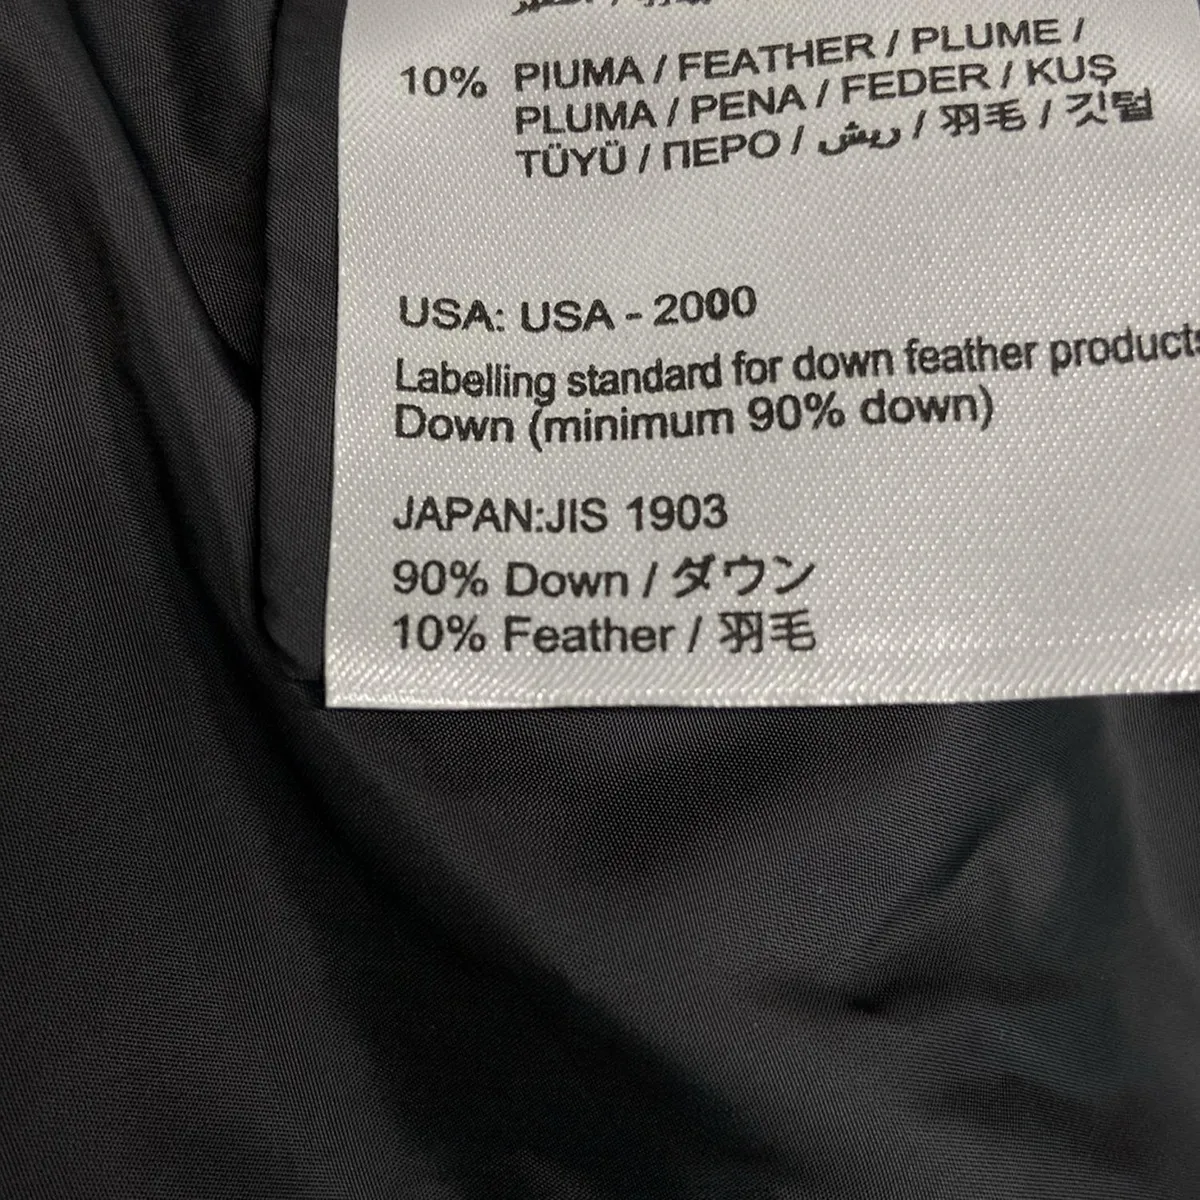 10% PIUMA / FEATHER / PLUME /
PLUMA / PENA / FEDER / KUŞ
TÜYÜ / ПЕРО / ريش / 羽毛 / 깃털
USA: USA - 2000
Labelling standard for down feather products
Down (minimum 90% down)
JAPAN:JIS 1903
90% Down / ダウン
10% Feather / 羽毛